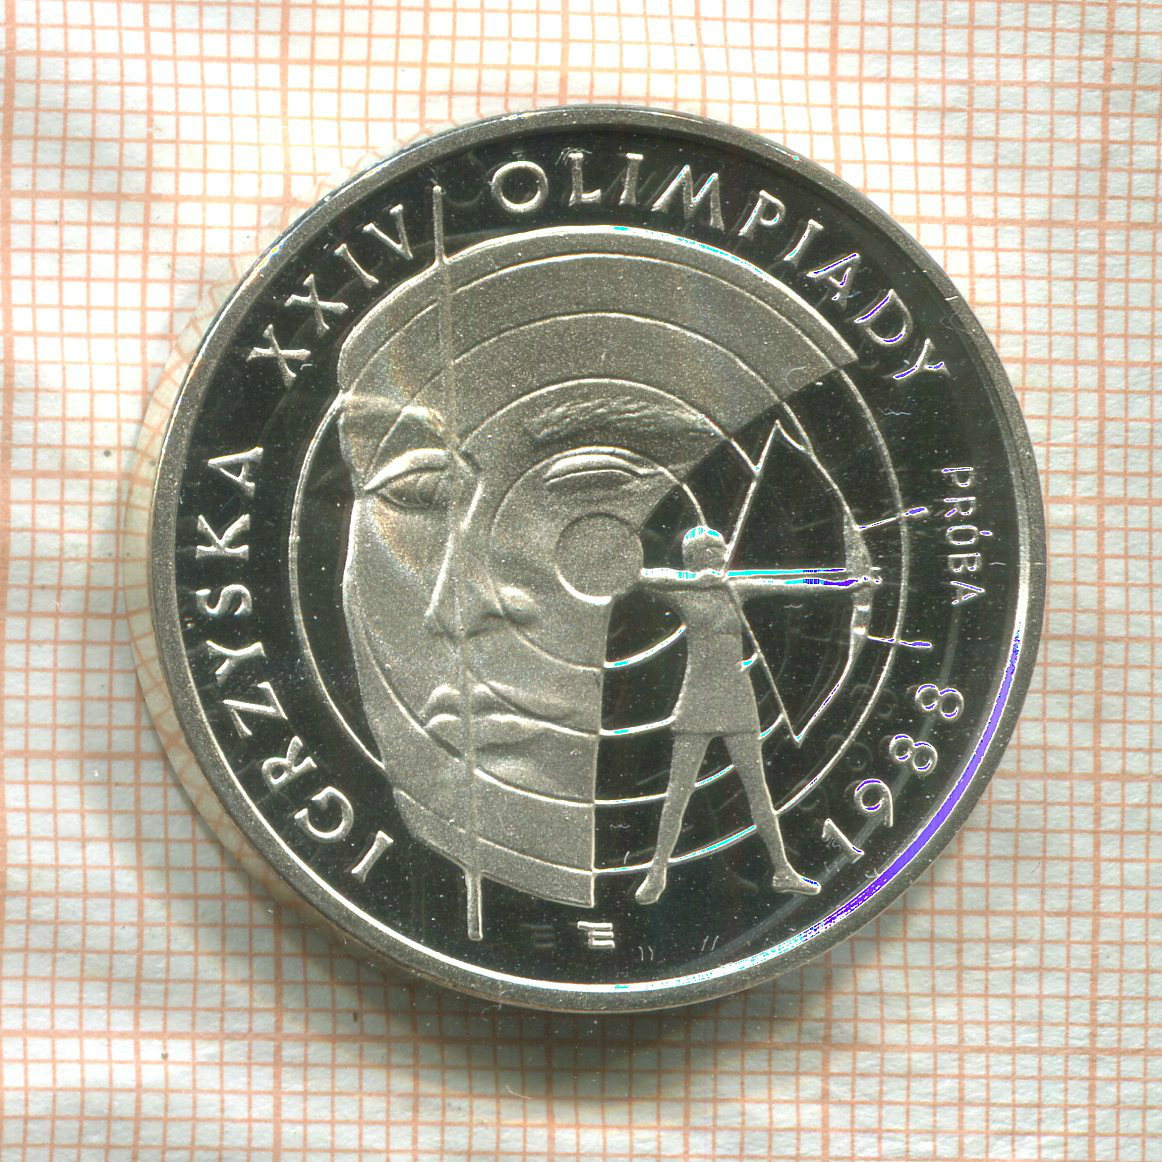 IGRZYSKA XXIV OLIMPIADY 1988
PRÓBA